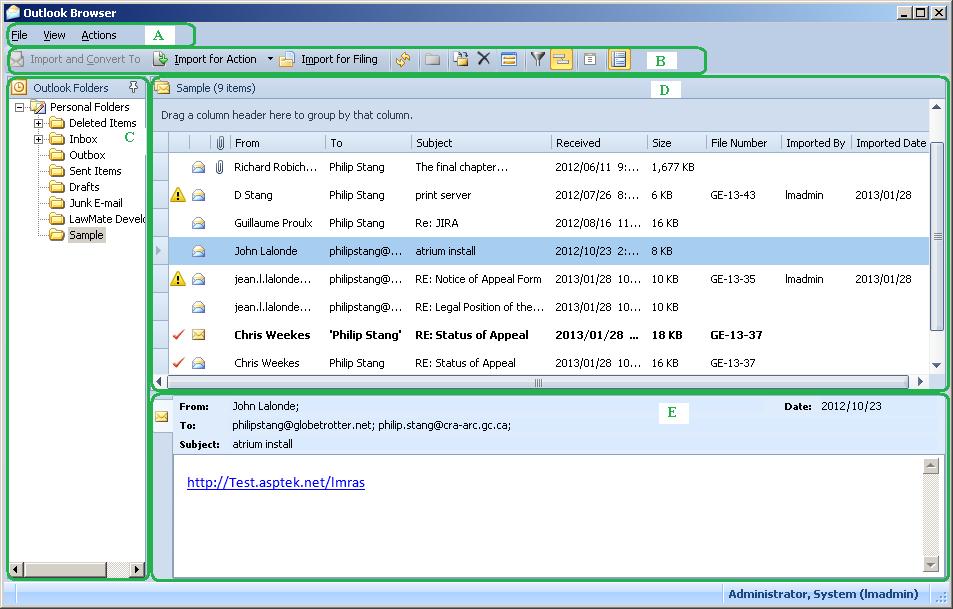 Outlook Browser
File View Actions A
Import and Convert To Import for Action Import for Filing B
Outlook Folders
Personal Folders
Deleted Items
Inbox
C
Outbox
Sent Items
Drafts
Junk E-mail
LawMate Develo
Sample
Sample (9 items) D
Drag a column header here to group by that column.
From To Subject Received Size File Number Imported By Imported Date
Richard Robich... Philip Stang The final chapter... 2012/06/11 9:... 1,677 KB
D Stang Philip Stang print server 2012/07/26 8:... 6 KB GE-13-43 lmadmin 2013/01/28
Guillaume Proulx Philip Stang Re: JIRA 2012/08/16 11... 16 KB
John Lalonde philipstang@... atrium install 2012/10/23 2:... 8 KB
jean.l.lalonde... philipstang@... RE: Notice of Appeal Form 2013/01/28 10... 10 KB GE-13-35 lmadmin 2013/01/28
jean.l.lalonde... philipstang@... RE: Legal Position of the... 2013/01/28 10... 10 KB
Chris Weekes 'Philip Stang' RE: Status of Appeal 2013/01/28 ... 18 KB GE-13-37
Chris Weekes Philip Stang RE: Status of Appeal 2013/01/28 10... 16 KB GE-13-37
From: John Lalonde; E Date: 2012/10/23
To: philipstang@globetrotter.net; philip.stang@cra-arc.gc.ca;
Subject: atrium install
http://Test.asptek.net/lmras
Administrator, System (lmadmin)